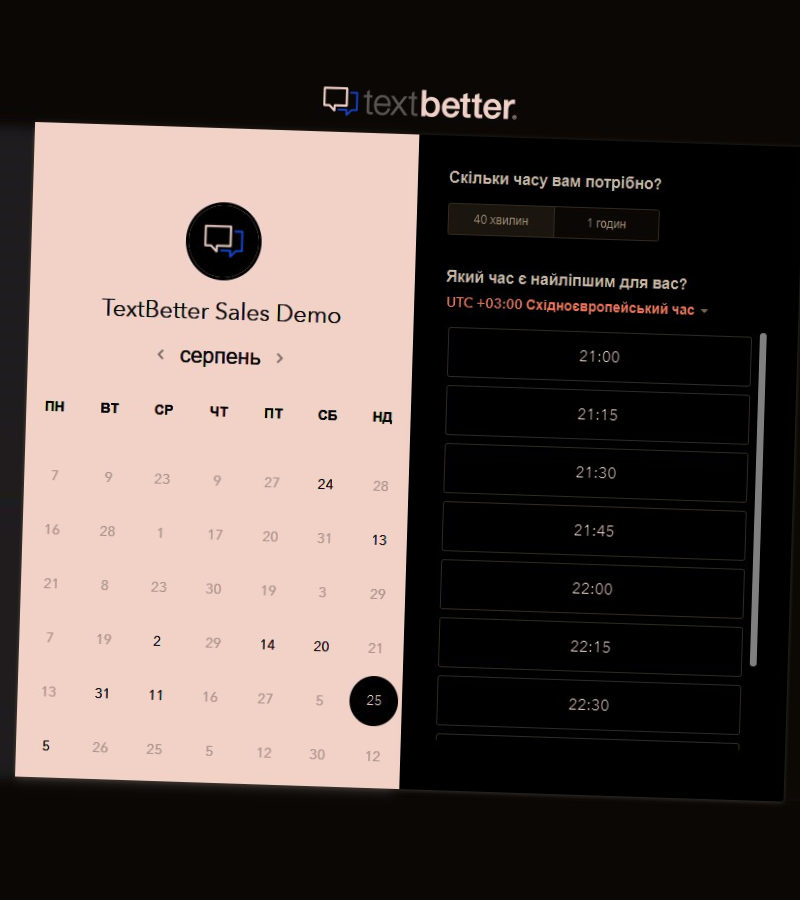 textbetter.
TextBetter Sales Demo
серпень
ПН ВТ СР ЧТ ПТ СБ НД
7 9 23 9 27 24 28
16 28 1 17 20 31 13
21 8 23 30 19 3 29
7 19 2 29 14 20 21
13 31 11 16 27 5 25
5 26 25 5 12 30 12
Скільки часу вам потрібно?
40 хвилин 1 годин
Який час є найліпшим для вас?
UTC +03:00 Східноєвропейський час
21:00
21:15
21:30
21:45
22:00
22:15
22:30